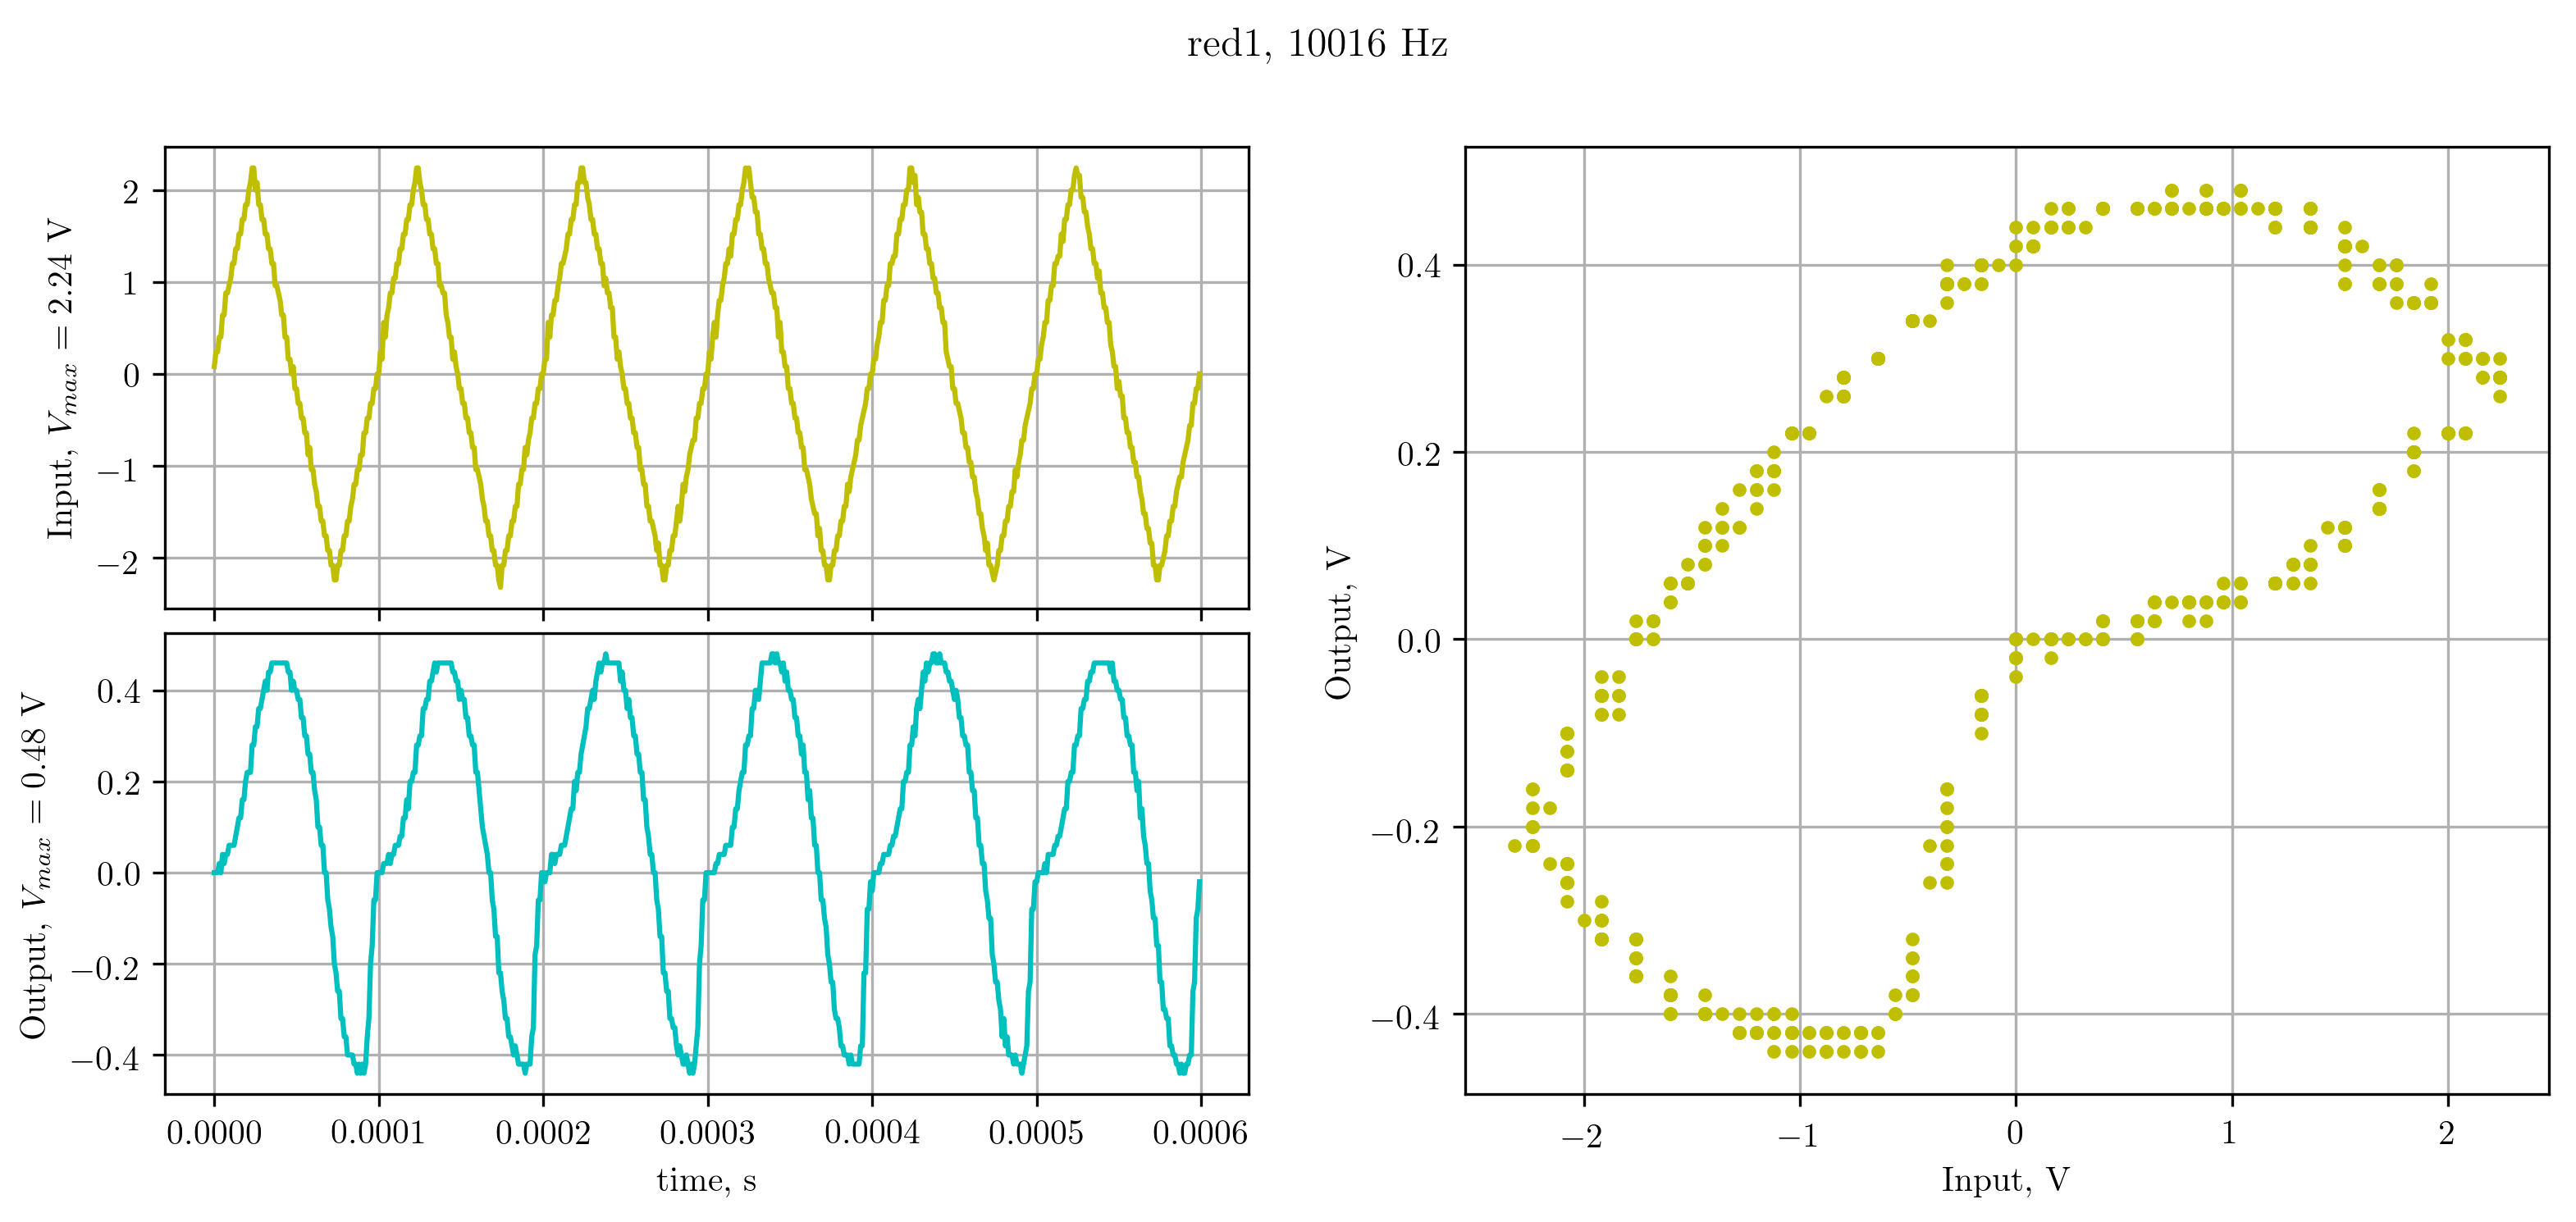 red1, 10016 Hz
Input, Vmax = 2.24 V
2
1
0
−1
−2
Output, Vmax = 0.48 V
0.4
0.2
0.0
−0.2
−0.4
0.0000 0.0001 0.0002 0.0003 0.0004 0.0005 0.0006
time, s
Output, V
0.4
0.2
0.0
−0.2
−0.4
−2 −1 0 1 2
Input, V